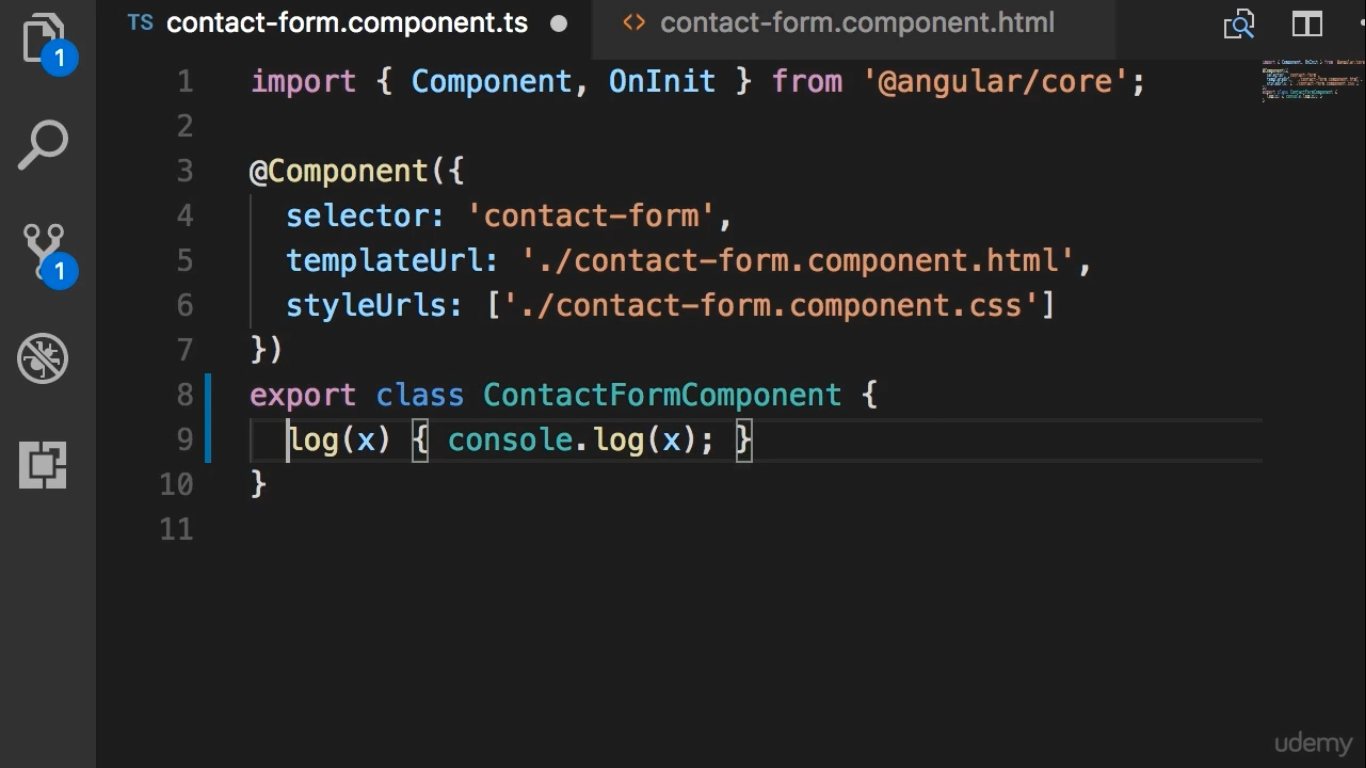 TS contact-form.component.ts
<> contact-form.component.html
1
1
1 import { Component, OnInit } from '@angular/core';
2
3 @Component({
4 selector: 'contact-form',
5 templateUrl: './contact-form.component.html',
6 styleUrls: ['./contact-form.component.css']
7 })
8 export class ContactFormComponent {
9 log(x) { console.log(x); }
10 }
11
udemy